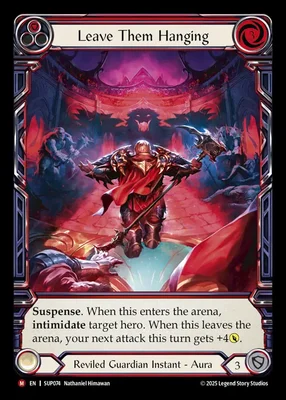 Leave Them Hanging
Suspense. When this enters the arena,
intimidate target hero. When this leaves the
arena, your next attack this turn gets +4
Reviled Guardian Instant - Aura
3
M EN | SUP074 Nathaniel Himawan
©2025 Legend Story Studios